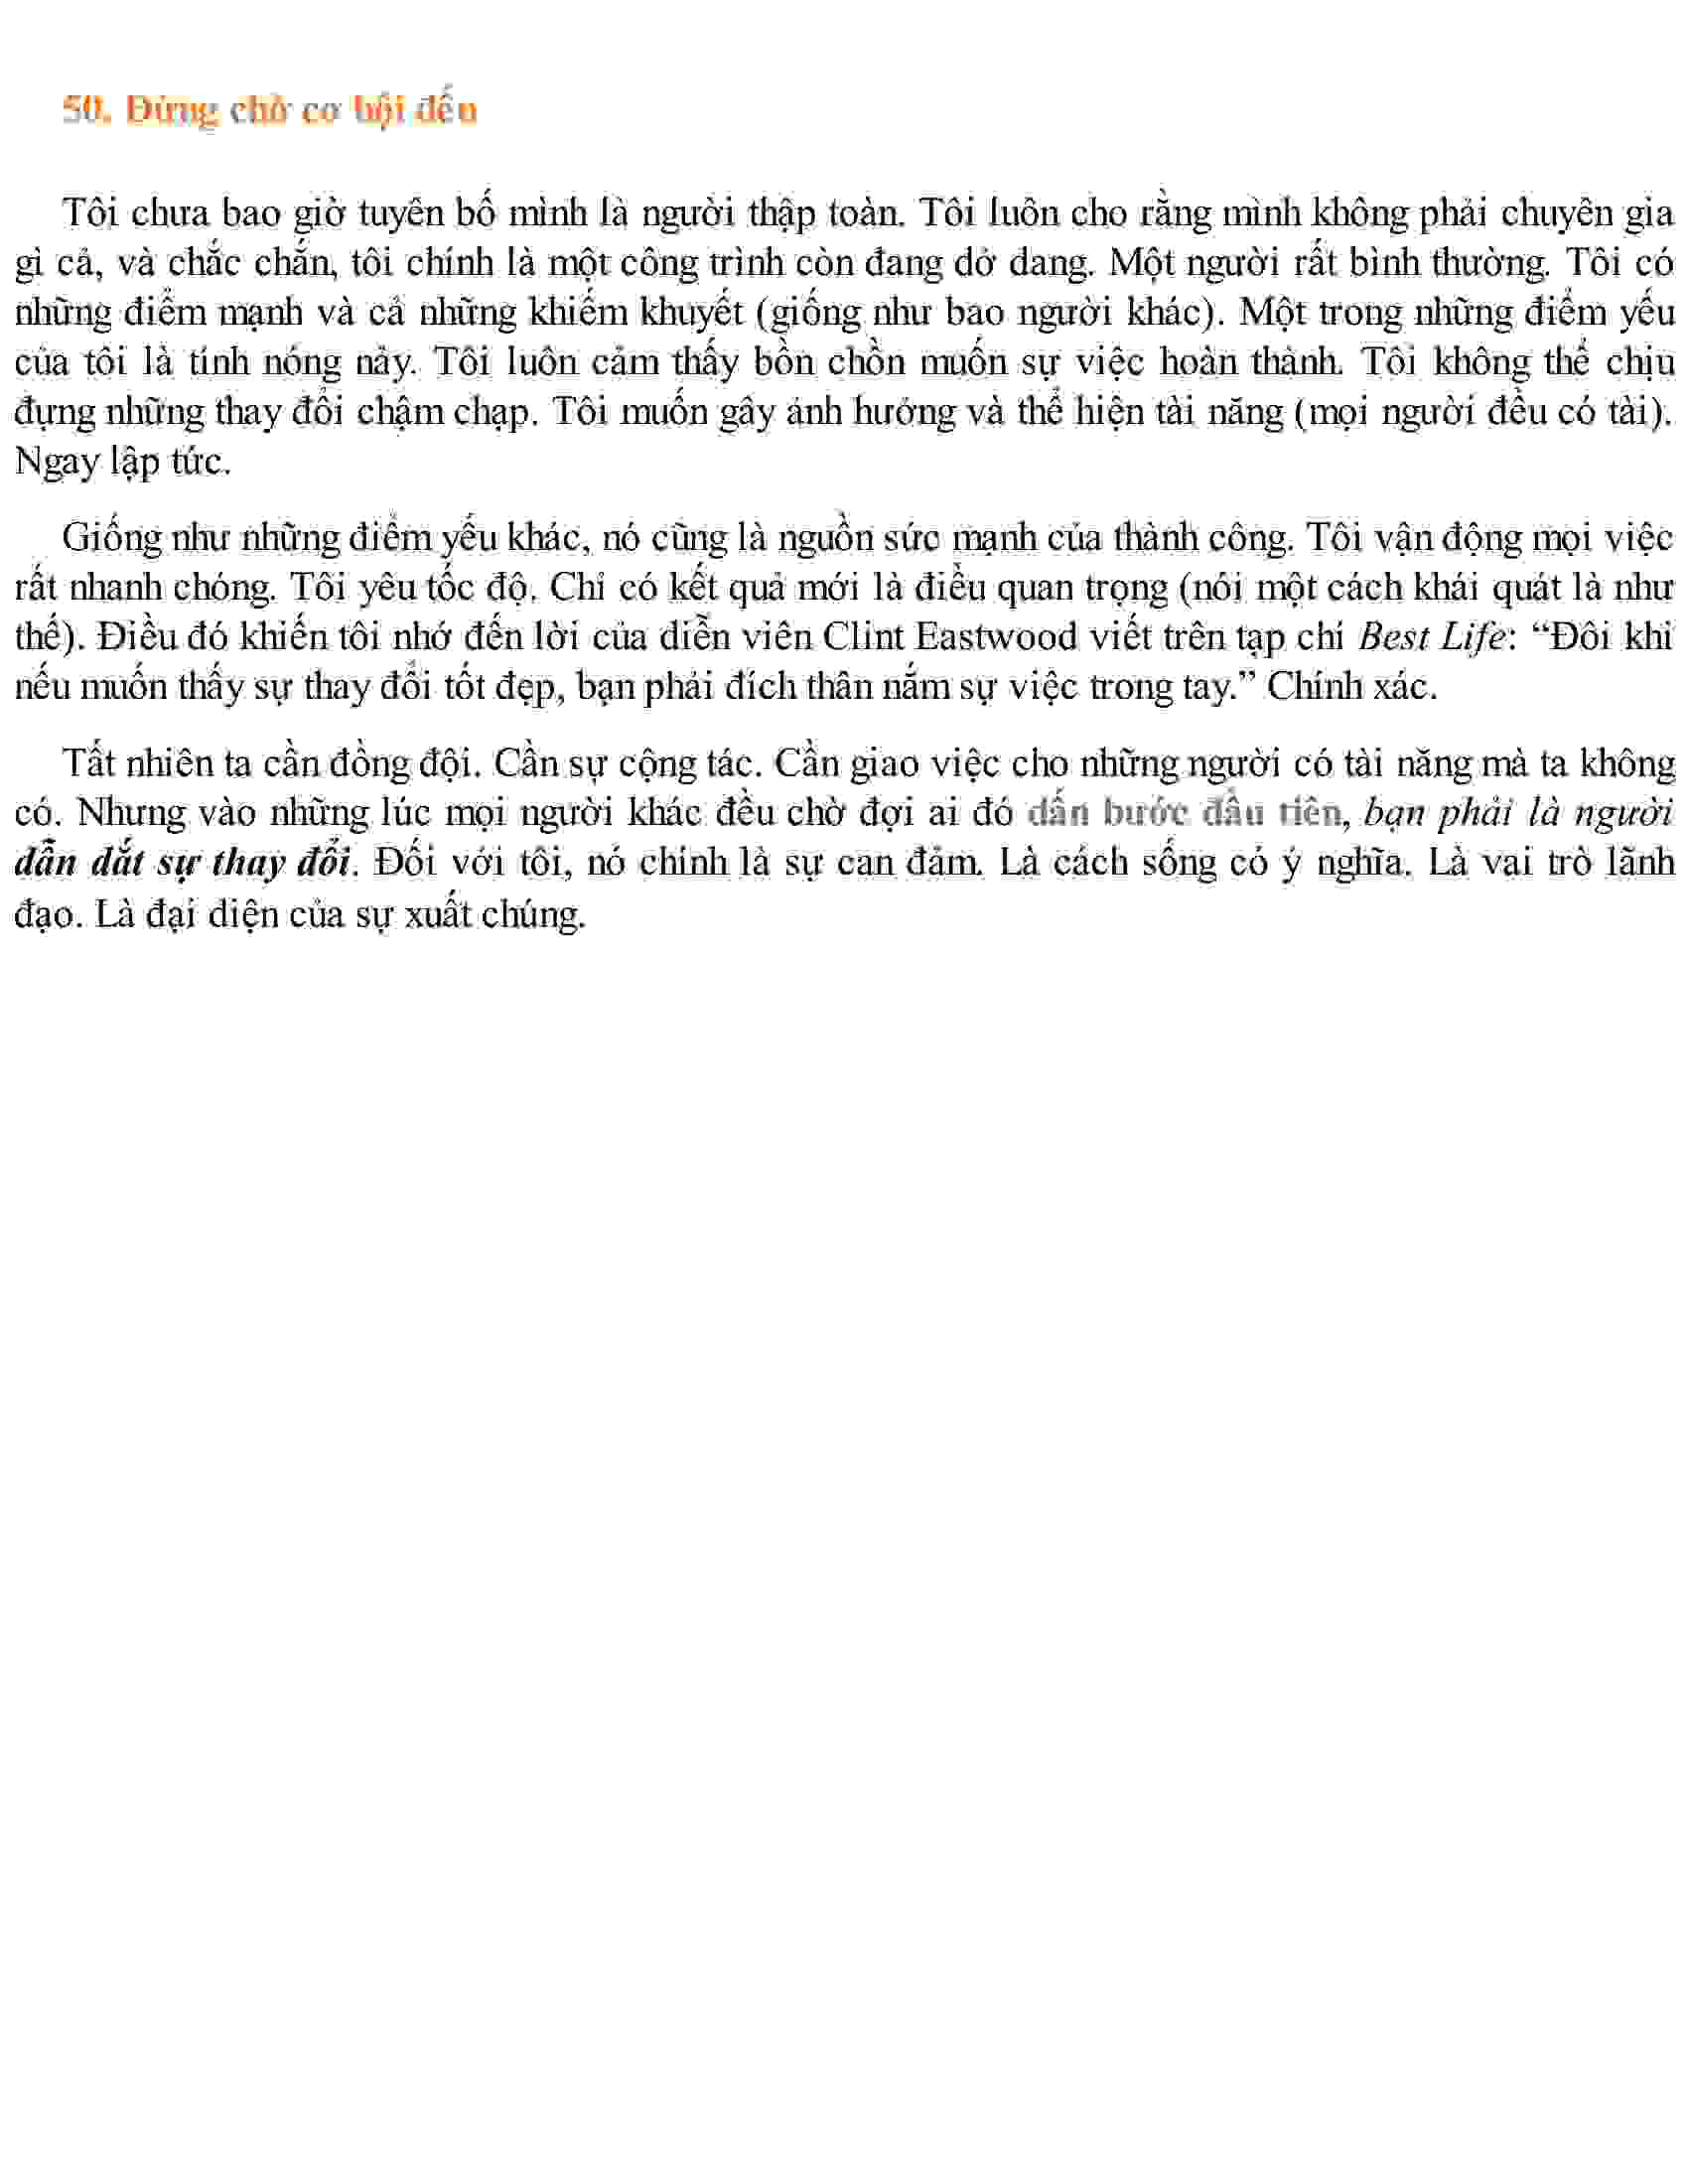 50. Đừng chờ cơ hội đến
Tôi chưa bao giờ tuyên bố mình là người thập toàn. Tôi luôn cho rằng mình không phải chuyên gia
gì cả, và chắc chắn, tôi chính là một công trình còn đang dở dang. Một người rất bình thường. Tôi có
những điểm mạnh và cả những khiếm khuyết (giống như bao người khác). Một trong những điểm yếu
của tôi là tính nóng nảy. Tôi luôn cảm thấy bồn chồn muốn sự việc hoàn thành. Tôi không thể chịu
đựng những thay đổi chậm chạp. Tôi muốn gây ảnh hưởng và thể hiện tài năng (mọi người đều có tài).
Ngay lập tức.
Giống như những điểm yếu khác, nó cũng là nguồn sức mạnh của thành công. Tôi vận động mọi việc
rất nhanh chóng. Tôi yêu tốc độ. Chỉ có kết quả mới là điều quan trọng (nói một cách khái quát là như
thế). Điều đó khiến tôi nhớ đến lời của diễn viên Clint Eastwood viết trên tạp chí Best Life: “Đôi khi
nếu muốn thấy sự thay đổi tốt đẹp, bạn phải đích thân nắm sự việc trong tay.” Chính xác.
Tất nhiên ta cần đồng đội. Cần sự cộng tác. Cần giao việc cho những người có tài năng mà ta không
có. Nhưng vào những lúc mọi người khác đều chờ đợi ai đó dấn bước đầu tiên, bạn phải là người
dẫn dắt sự thay đổi. Đối với tôi, nó chính là sự can đảm. Là cách sống có ý nghĩa. Là vai trò lãnh
đạo. Là đại diện của sự xuất chúng.